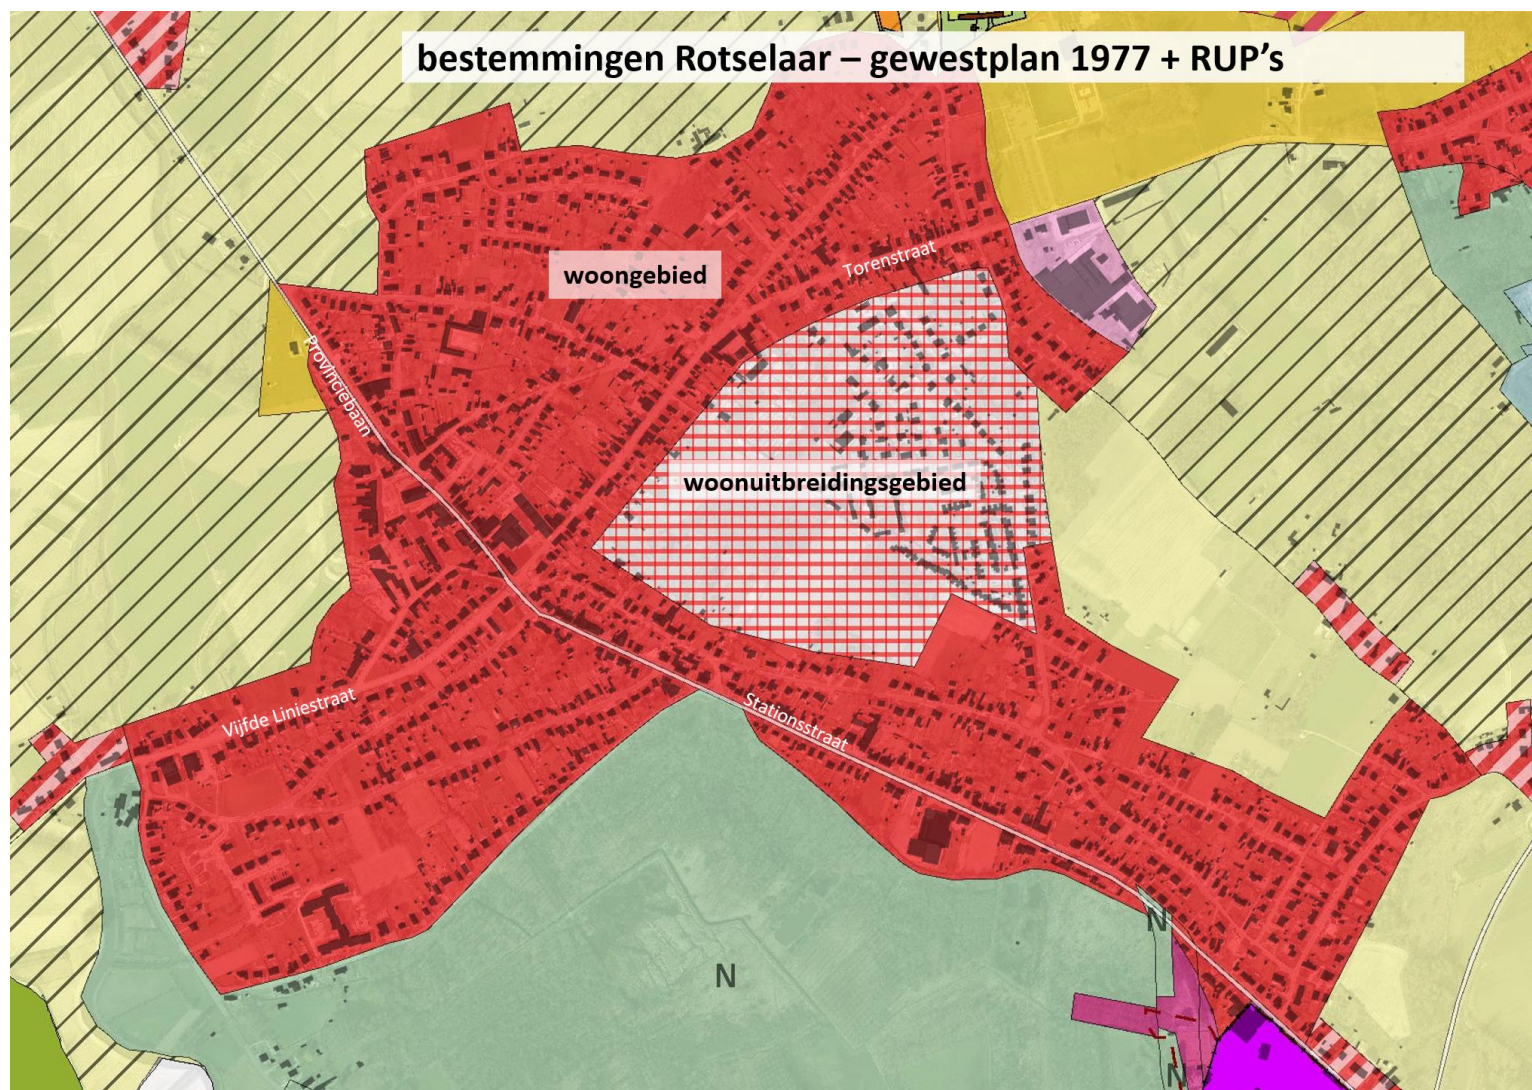 bestemmingen Rotselaar – gewestplan 1977 + RUP’s
Torenstraat
woongebied
Provinciebaan
woonuitbreidingsgebied
Vijfde Liniestraat
Stationsstraat
N
N
N